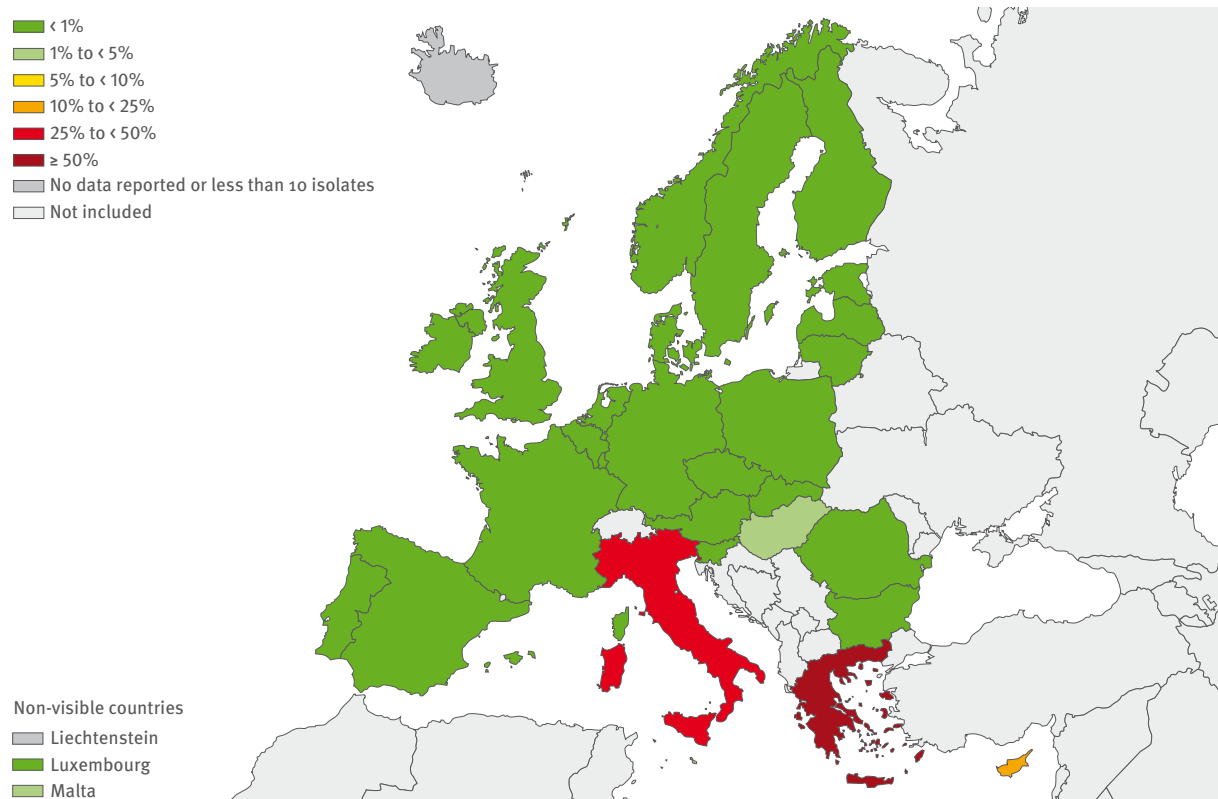 < 1%
1% to < 5%
5% to < 10%
10% to < 25%
25% to < 50%
≥ 50%
No data reported or less than 10 isolates
Not included
Non-visible countries
Liechtenstein
Luxembourg
Malta